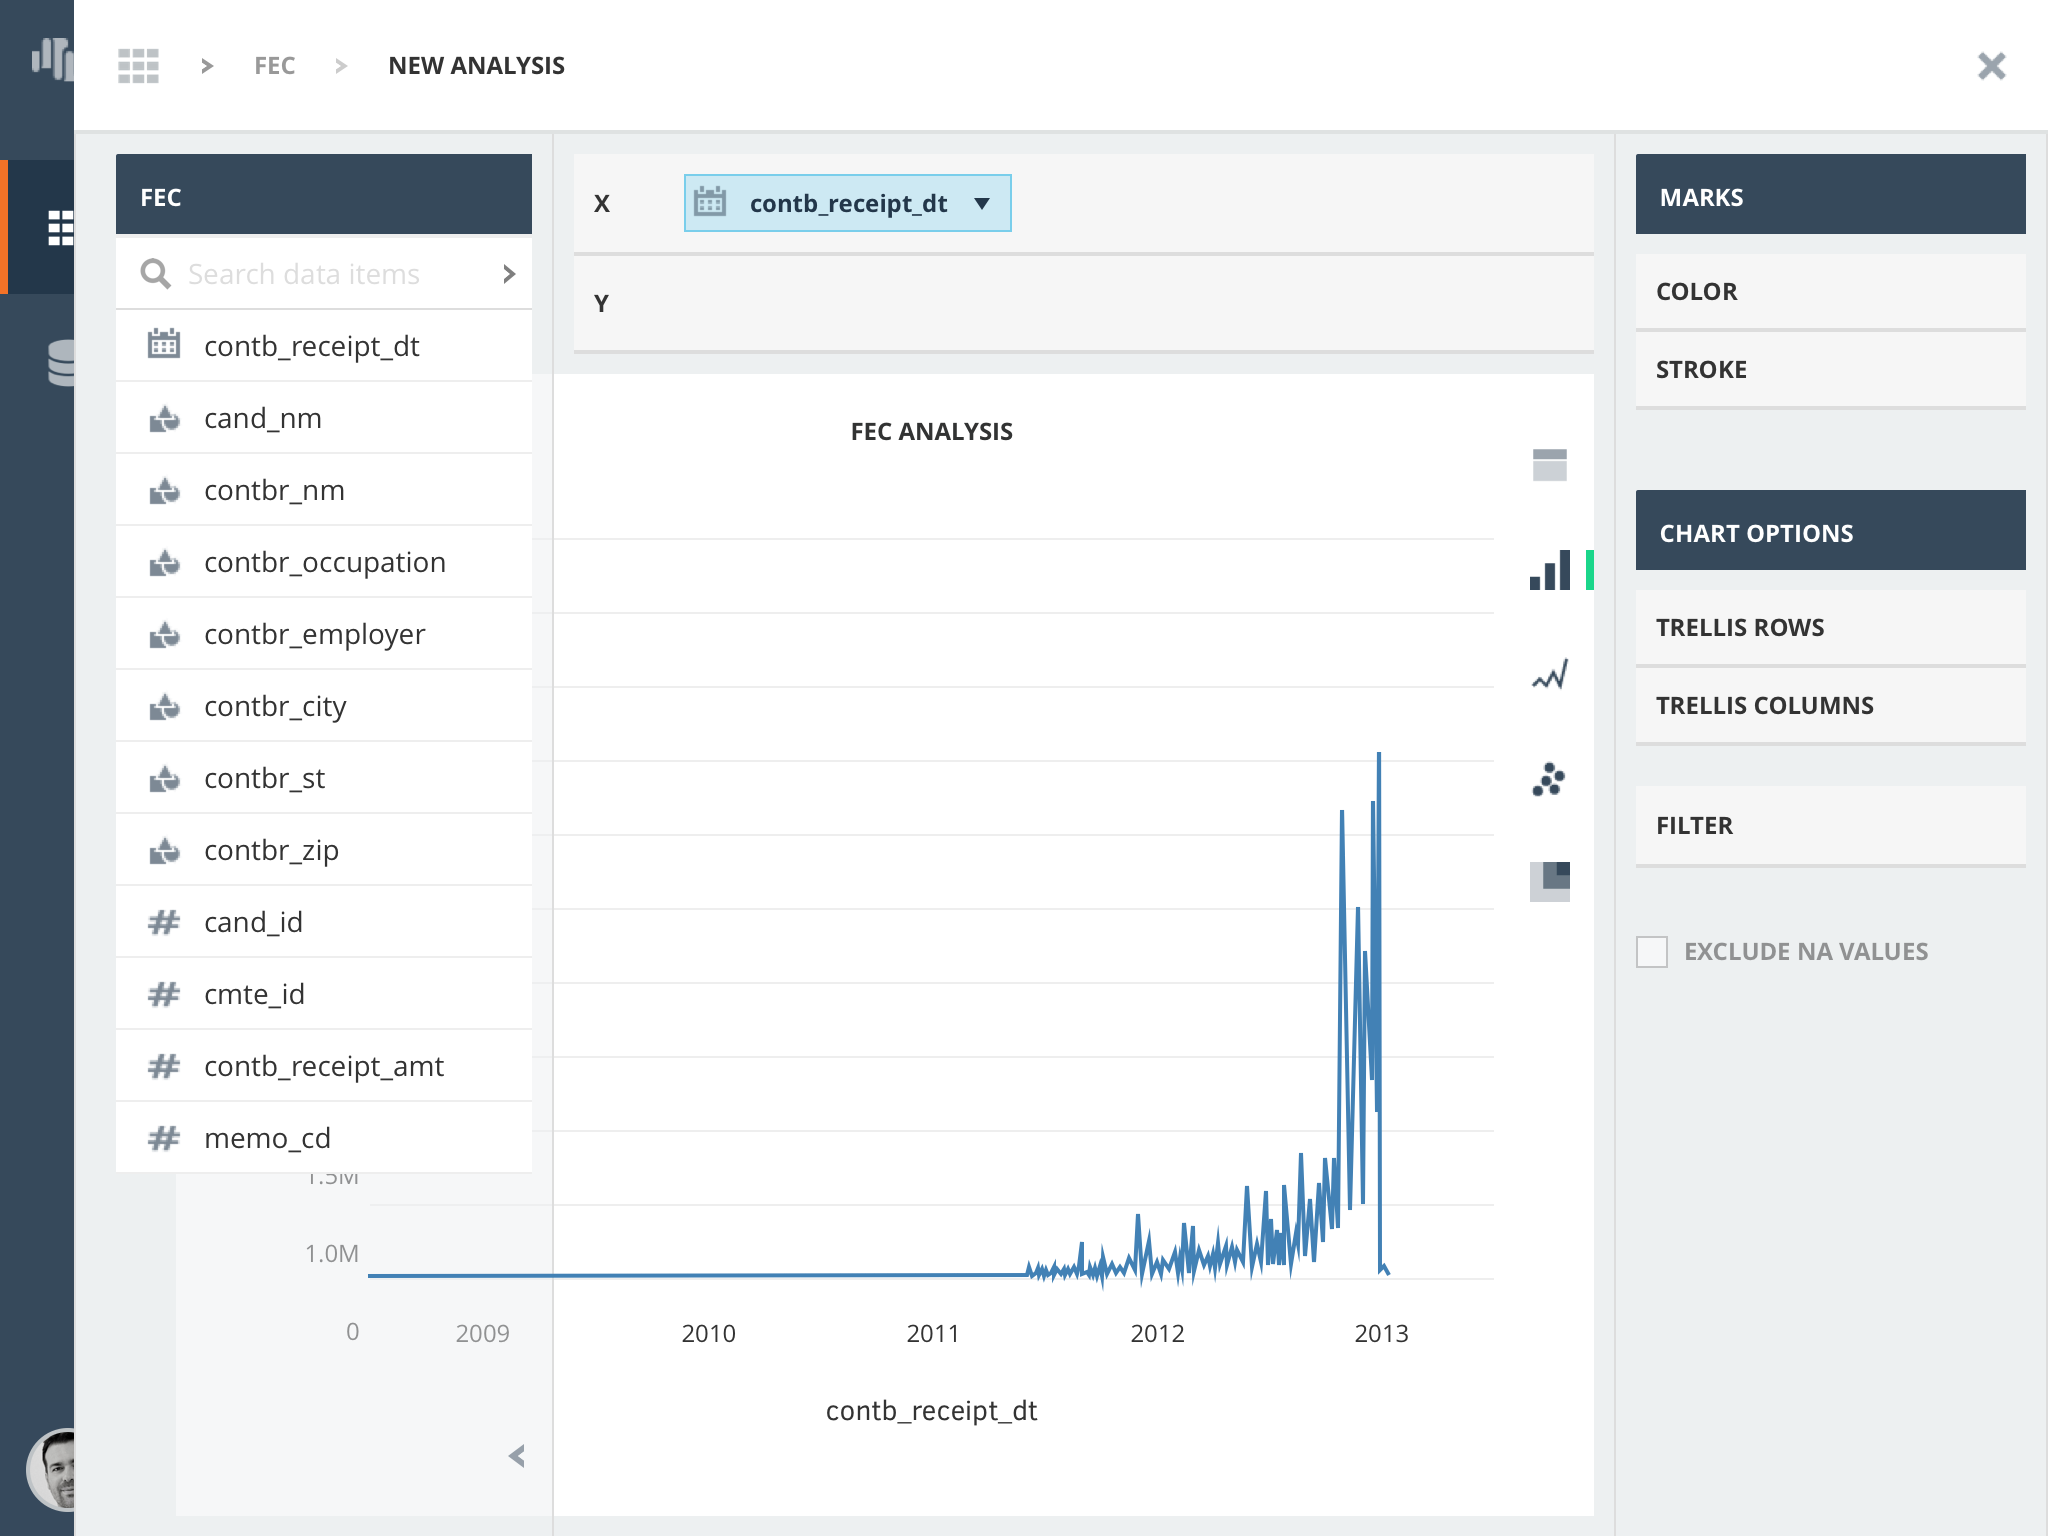 FEC
NEW ANALYSIS
FEC
Search data items
contb_receipt_dt
cand_nm
contbr_nm
contbr_occupation
contbr_employer
contbr_city
contbr_st
contbr_zip
cand_id
cmte_id
contb_receipt_amt
memo_cd
X
contb_receipt_dt
Y
FEC ANALYSIS
1.5M
1.0M
0
2009
2010
2011
2012
2013
contb_receipt_dt
MARKS
COLOR
STROKE
CHART OPTIONS
TRELLIS ROWS
TRELLIS COLUMNS
FILTER
EXCLUDE NA VALUES